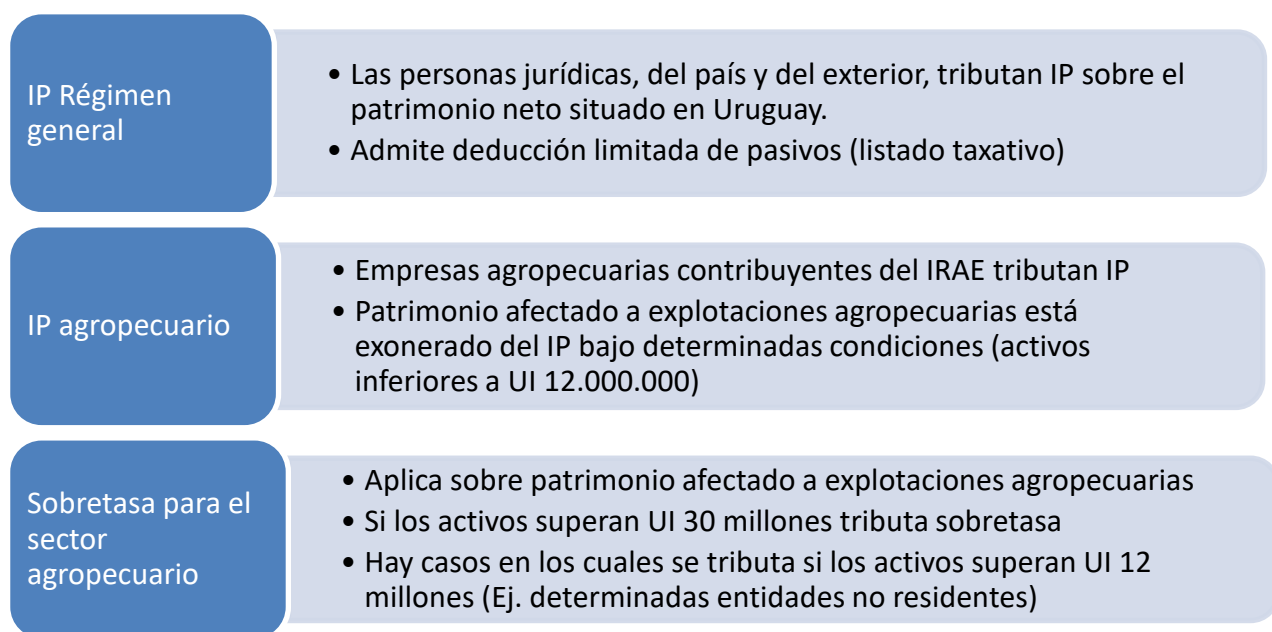 IP Régimen
general
• Las personas jurídicas, del país y del exterior, tributan IP sobre el
patrimonio neto situado en Uruguay.
• Admite deducción limitada de pasivos (listado taxativo)
IP agropecuario
• Empresas agropecuarias contribuyentes del IRAE tributan IP
• Patrimonio afectado a explotaciones agropecuarias está
exonerado del IP bajo determinadas condiciones (activos
inferiores a UI 12.000.000)
Sobretasa para el
sector
agropecuario
• Aplica sobre patrimonio afectado a explotaciones agropecuarias
• Si los activos superan UI 30 millones tributa sobretasa
• Hay casos en los cuales se tributa si los activos superan UI 12
millones (Ej. determinadas entidades no residentes)